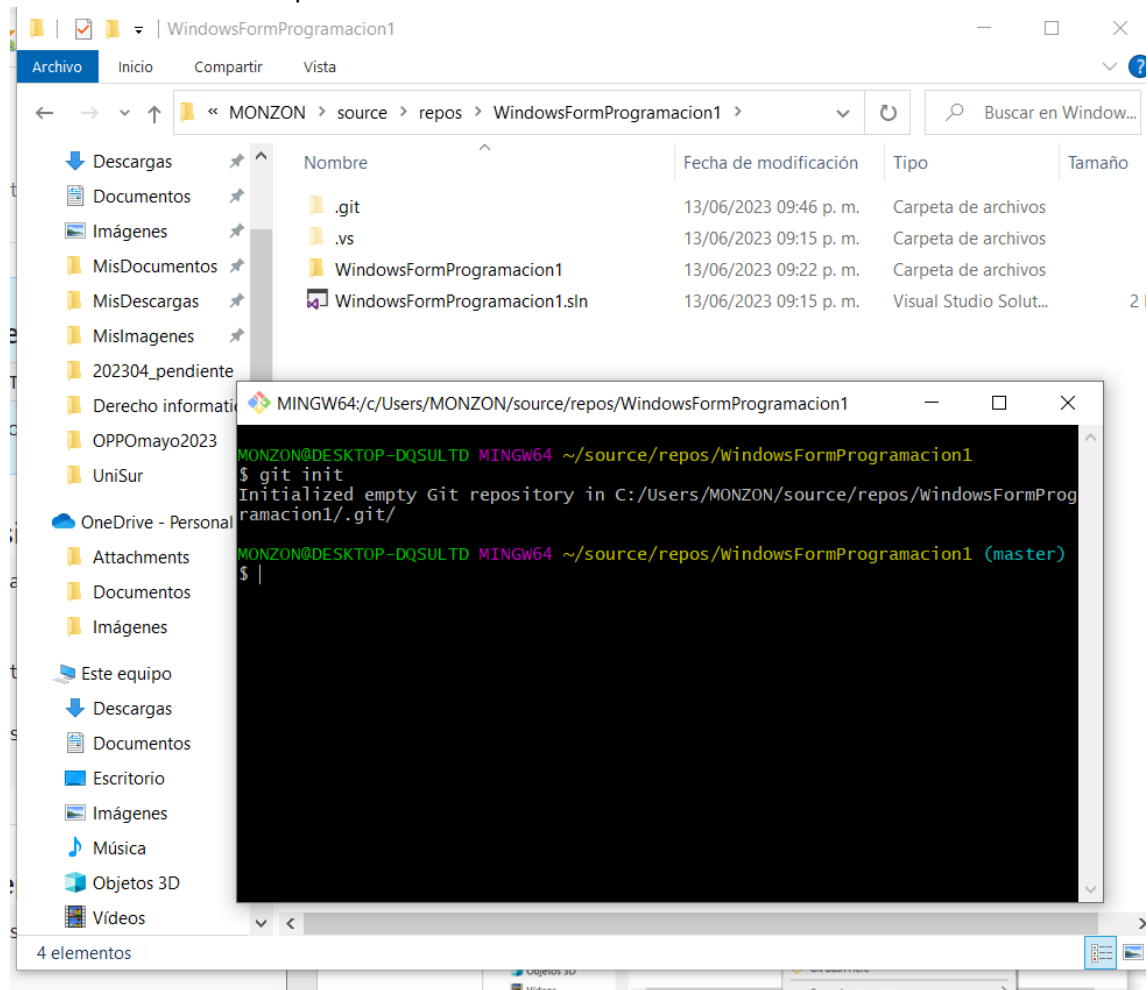 WindowsFormProgramacion1
Archivo Inicio Compartir Vista
« MONZON > source > repos > WindowsFormProgramacion1 > Buscar en Window...
Nombre Fecha de modificación Tipo Tamaño
.git 13/06/2023 09:46 p. m. Carpeta de archivos
.vs 13/06/2023 09:15 p. m. Carpeta de archivos
WindowsFormProgramacion1 13/06/2023 09:22 p. m. Carpeta de archivos
WindowsFormProgramacion1.sln 13/06/2023 09:15 p. m. Visual Studio Solut... 2
Descargas
Documentos
Imágenes
MisDocumentos
MisDescargas
MisImagenes
202304_pendiente
Derecho informati
OPPOmayo2023
UniSur
OneDrive - Personal
Attachments
Documentos
Imágenes
Este equipo
Descargas
Documentos
Escritorio
Imágenes
Música
Objetos 3D
Vídeos
4 elementos
MINGW64:/c/Users/MONZON/source/repos/WindowsFormProgramacion1
MONZON@DESKTOP-DQSULTD MINGW64 ~/source/repos/WindowsFormProgramacion1
$ git init
Initialized empty Git repository in C:/Users/MONZON/source/repos/WindowsFormProg
ramacion1/.git/
MONZON@DESKTOP-DQSULTD MINGW64 ~/source/repos/WindowsFormProgramacion1 (master)
$
Objetos 3D